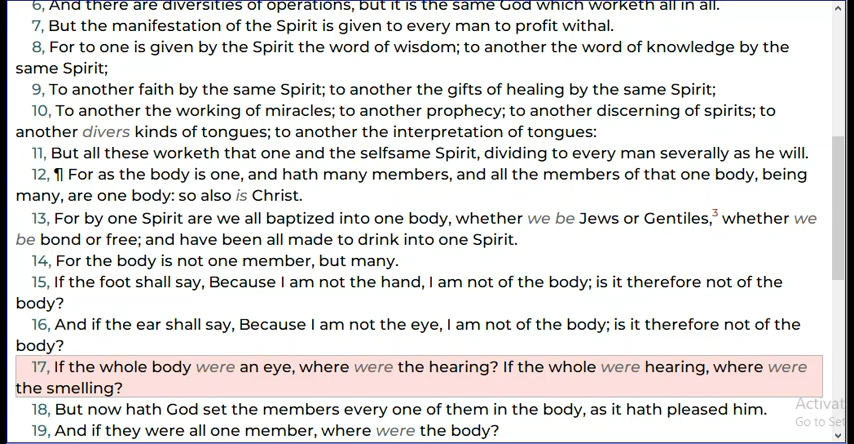 6, And there are diversities of operations, but it is the same God which worketh all in all.
7, But the manifestation of the Spirit is given to every man to profit withal.
8, For to one is given by the Spirit the word of wisdom; to another the word of knowledge by the
same Spirit;
9, To another faith by the same Spirit; to another the gifts of healing by the same Spirit;
10, To another the working of miracles; to another prophecy; to another discerning of spirits; to
another divers kinds of tongues; to another the interpretation of tongues:
11, But all these worketh that one and the selfsame Spirit, dividing to every man severally as he will.
12, ¶ For as the body is one, and hath many members, and all the members of that one body, being
many, are one body: so also is Christ.
13, For by one Spirit are we all baptized into one body, whether we be Jews or Gentiles,3 whether we
be bond or free; and have been all made to drink into one Spirit.
14, For the body is not one member, but many.
15, If the foot shall say, Because I am not the hand, I am not of the body; is it therefore not of the
body?
16, And if the ear shall say, Because I am not the eye, I am not of the body; is it therefore not of the
body?
17, If the whole body were an eye, where were the hearing? If the whole were hearing, where were
the smelling?
18, But now hath God set the members every one of them in the body, as it hath pleased him.
19, And if they were all one member, where were the body?
Activat
Go to Set